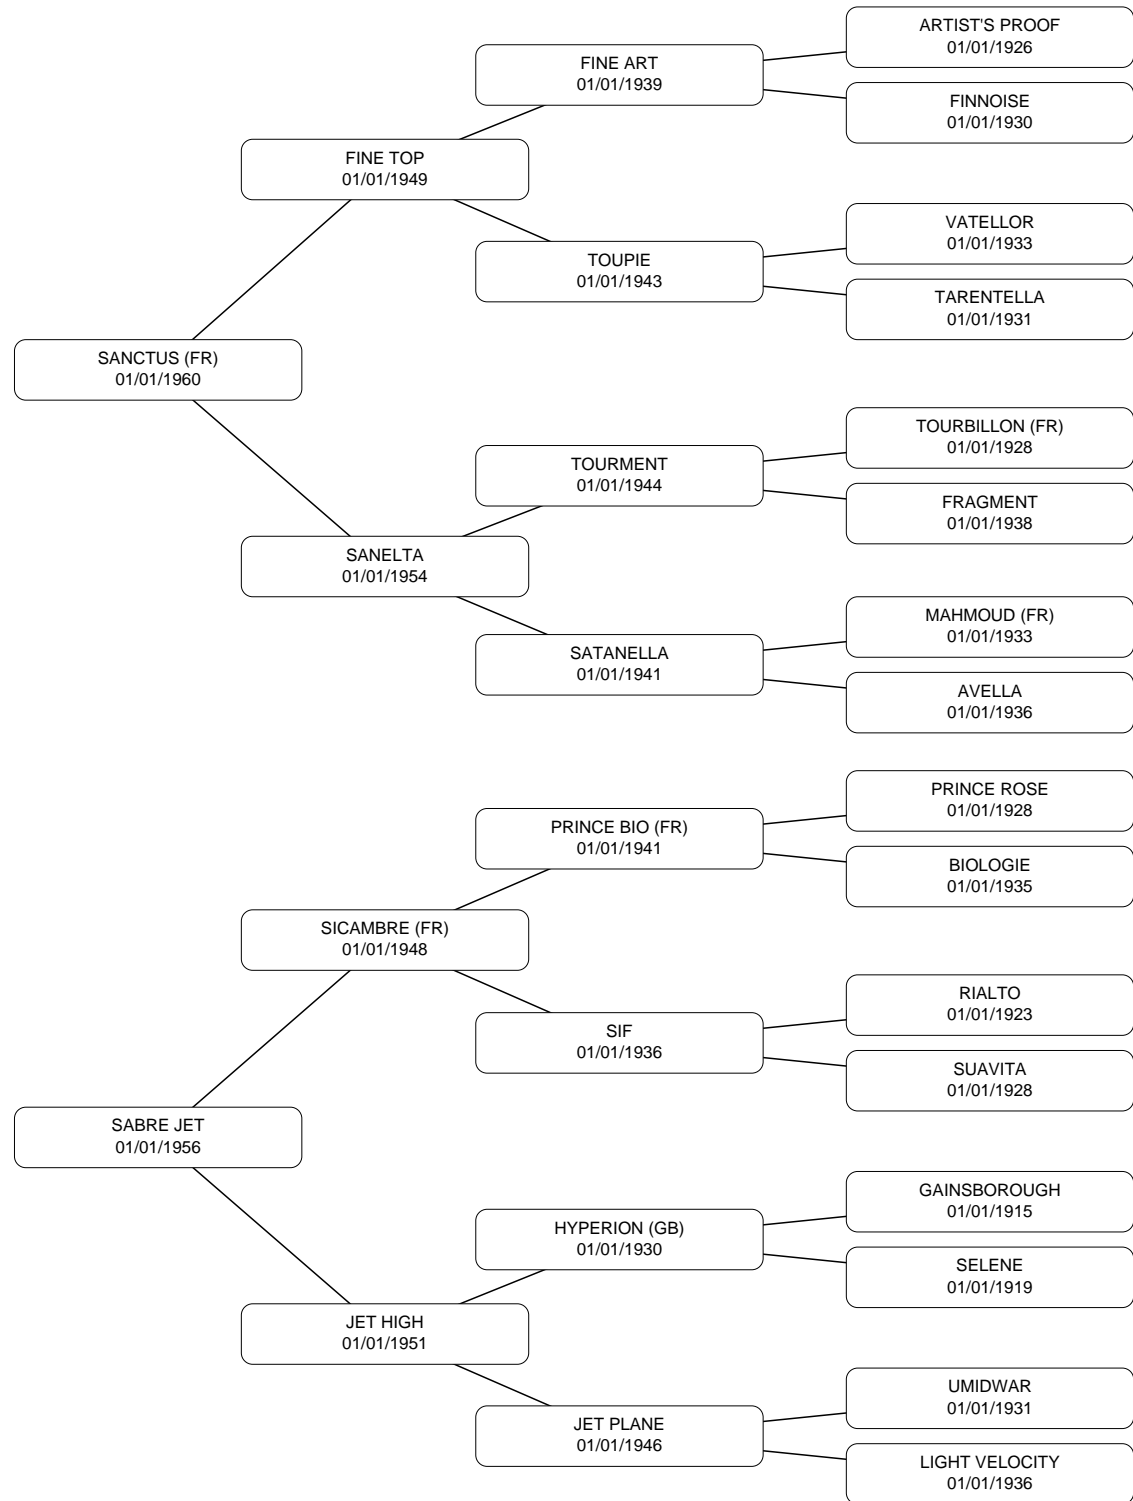 ARTIST'S PROOF
01/01/1926
FINE ART
01/01/1939
FINNOISE
01/01/1930
FINE TOP
01/01/1949
VATELLOR
01/01/1933
TOUPIE
01/01/1943
TARENTELLA
01/01/1931
SANCTUS (FR)
01/01/1960
TOURBILLON (FR)
01/01/1928
TOURMENT
01/01/1944
FRAGMENT
01/01/1938
SANELTA
01/01/1954
MAHMOUD (FR)
01/01/1933
SATANELLA
01/01/1941
AVELLA
01/01/1936
PRINCE ROSE
01/01/1928
PRINCE BIO (FR)
01/01/1941
BIOLOGIE
01/01/1935
SICAMBRE (FR)
01/01/1948
RIALTO
01/01/1923
SIF
01/01/1936
SUAVITA
01/01/1928
SABRE JET
01/01/1956
GAINSBOROUGH
01/01/1915
HYPERION (GB)
01/01/1930
SELENE
01/01/1919
JET HIGH
01/01/1951
UMIDWAR
01/01/1931
JET PLANE
01/01/1946
LIGHT VELOCITY
01/01/1936